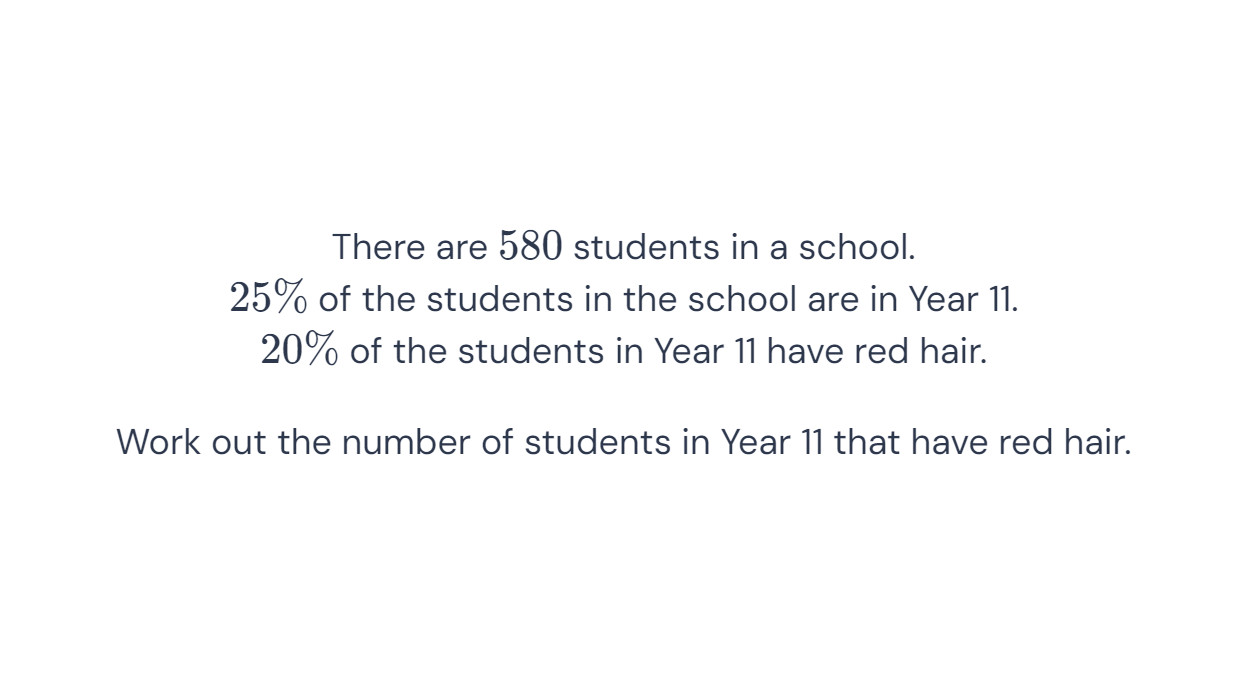 There are 580 students in a school.
25% of the students in the school are in Year 11.
20% of the students in Year 11 have red hair.
Work out the number of students in Year 11 that have red hair.